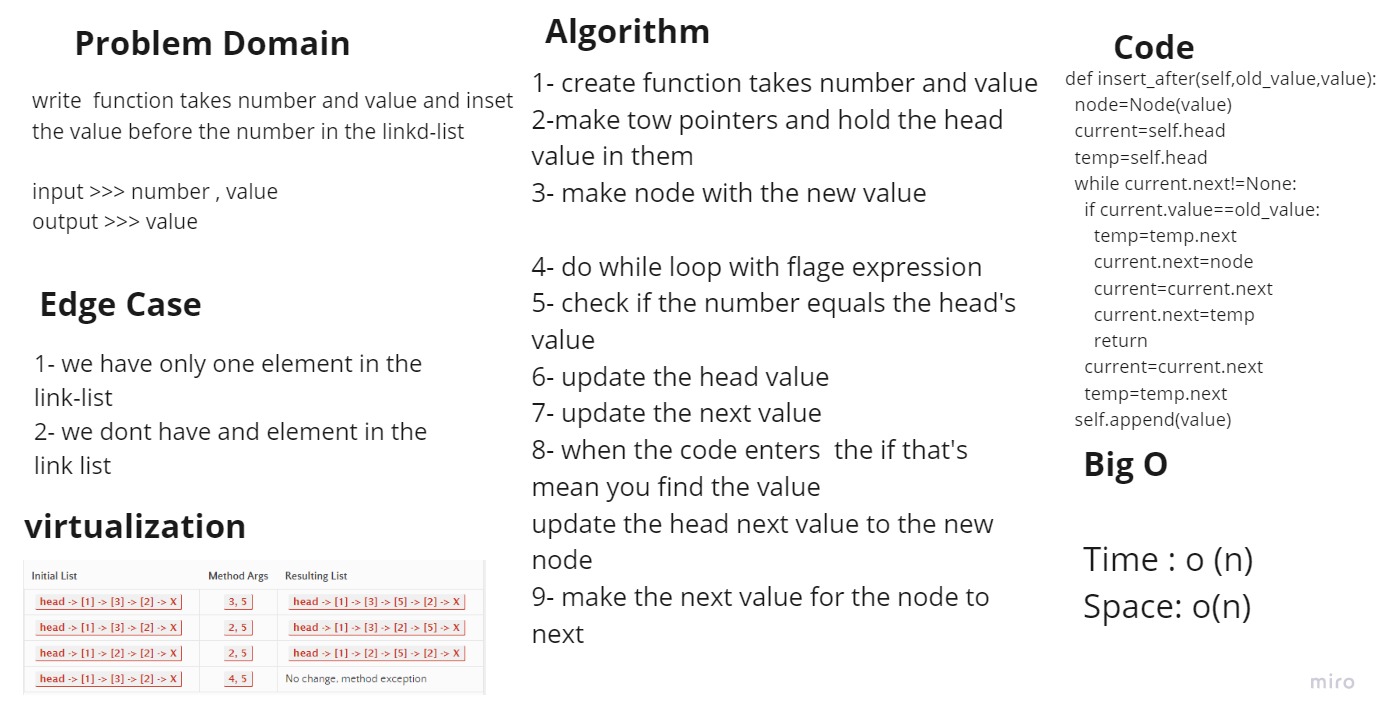 Problem Domain
write  function takes number and value and inset
the value before the number in the linkd-list
input >>> number , value
output >>> value
Edge Case
1- we have only one element in the
link-list
2- we dont have and element in the
link list
virtualization
Initial List Method Args Resulting List
head -> [1] -> [3] -> [2] -> X 3, 5 head -> [1] -> [3] -> [5] -> [2] -> X
head -> [1] -> [3] -> [2] -> X 2, 5 head -> [1] -> [3] -> [2] -> [5] -> X
head -> [1] -> [2] -> [2] -> X 2, 5 head -> [1] -> [2] -> [5] -> [2] -> X
head -> [1] -> [3] -> [2] -> X 4, 5 No change, method exception
Algorithm
1- create function takes number and value
2-make tow pointers and hold the head
value in them
3- make node with the new value
4- do while loop with flage expression
5- check if the number equals the head's
value
6- update the head value
7- update the next value
8- when the code enters  the if that's
mean you find the value
update the head next value to the new
node
9- make the next value for the node to
next
Code
def insert_after(self,old_value,value):
node=Node(value)
current=self.head
temp=self.head
while current.next!=None:
if current.value==old_value:
temp=temp.next
current.next=node
current=current.next
current.next=temp
return
current=current.next
temp=temp.next
self.append(value)
Big O
Time : o (n)
Space: o(n)
miro